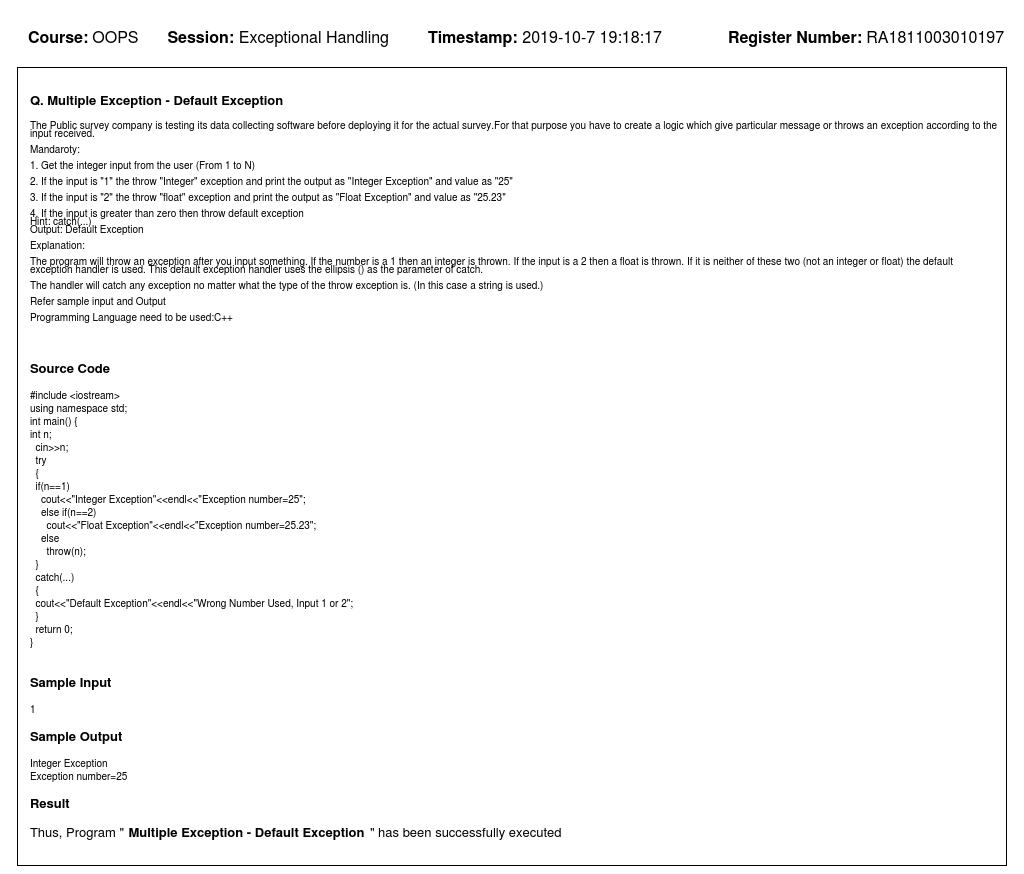 Course: OOPS Session: Exceptional Handling Timestamp: 2019-10-7 19:18:17 Register Number: RA1811003010197
Q. Multiple Exception - Default Exception
The Public survey company is testing its data collecting software before deploying it for the actual survey.For that purpose you have to create a logic which give particular message or throws an exception according to the
input received.
Mandaroty:
1. Get the integer input from the user (From 1 to N)
2. If the input is "1" the throw "Integer" exception and print the output as "Integer Exception" and value as "25"
3. If the input is "2" the throw "float" exception and print the output as "Float Exception" and value as "25.23"
4. If the input is greater than zero then throw default exception
Hint: catch(...)
Output: Default Exception
Explanation:
The program will throw an exception after you input something. If the number is a 1 then an integer is thrown. If the input is a 2 then a float is thrown. If it is neither of these two (not an integer or float) the default
exception handler is used. This default exception handler uses the ellipsis () as the parameter of catch.
The handler will catch any exception no matter what the type of the throw exception is. (In this case a string is used.)
Refer sample input and Output
Programming Language need to be used:C++
Source Code
#include <iostream>
using namespace std;
int main() {
int n;
cin>>n;
try
{
if(n==1)
cout<<"Integer Exception"<<endl<<"Exception number=25";
else if(n==2)
cout<<"Float Exception"<<endl<<"Exception number=25.23";
else
throw(n);
}
catch(...)
{
cout<<"Default Exception"<<endl<<"Wrong Number Used, Input 1 or 2";
}
return 0;
}
Sample Input
1
Sample Output
Integer Exception
Exception number=25
Result
Thus, Program " Multiple Exception - Default Exception " has been successfully executed